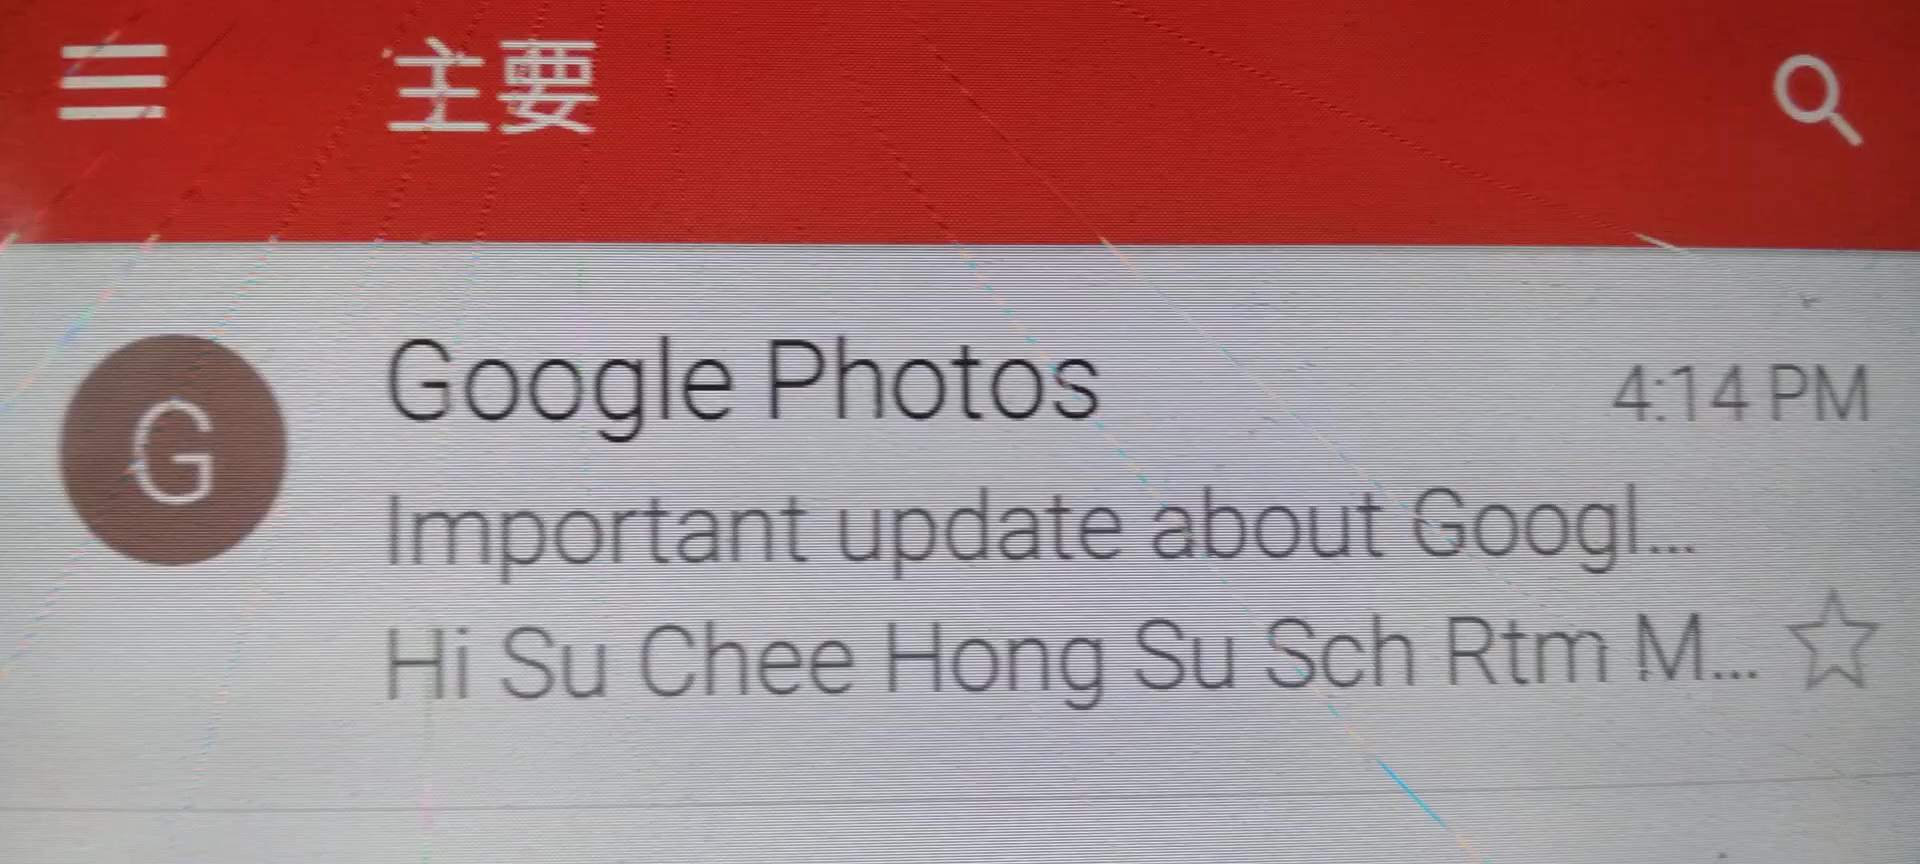 主要
Google Photos
4:14 PM
G
Important update about Googl...
Hi Su Chee Hong Su Sch Rtm M...